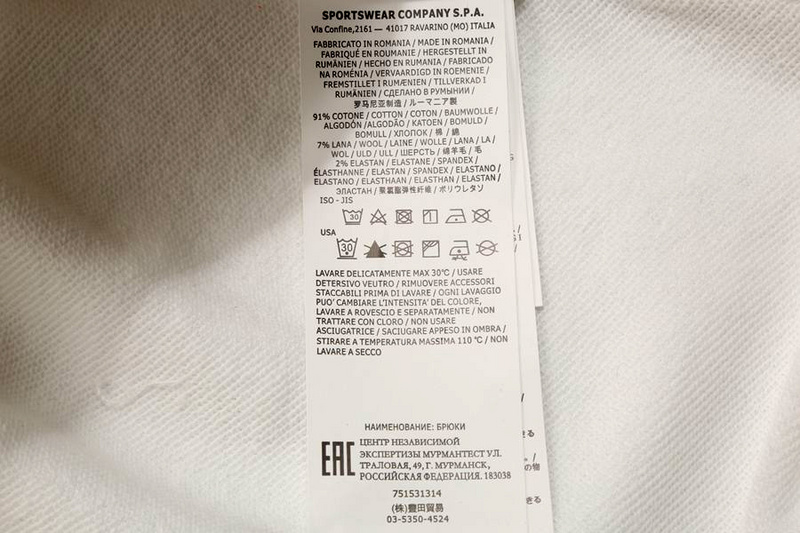 SPORTSWEAR COMPANY S.P.A.
Via Confine,2161 — 41017 RAVARINO (MO) ITALIA
FABBRICATO IN ROMANIA / MADE IN ROMANIA /
FABRIQUÉ EN ROUMANIE / HERGESTELLT IN
RUMÄNIEN / HECHO EN RUMANIA / FABRICADO
NA ROMÉNIA / VERVAARDIGD IN ROEMENIE /
FREMSTILLET I RUMÆNIEN / TILLVERKAD I
RUMÄNIEN / СДЕЛАНО В РУМЫНИИ /
罗马尼亚制造 / ルーマニア製
91% COTONE / COTTON / COTON / BAUMWOLLE /
ALGODÓN /ALGODÃO / KATOEN / BOMULD /
BOMULL / ХЛОПОК / 棉 / 綿
7% LANA / WOOL / LAINE / WOLLE / LANA / LA /
WOL / ULD / ULL / ШЕРСТЬ / 绵羊毛 / 毛
2% ELASTAN / ELASTANE / SPANDEX /
ÉLASTHANNE / ELASTAN / SPANDEX / ELASTANO /
ELASTANO / ELASTHAAN / ELASTHAN / ELASTAN /
ЭЛАСТАН / 聚氨酯弹性纤维 / ポリウレタン
ISO - JIS
30
USA
30
LAVARE DELICATAMENTE MAX 30℃ / USARE
DETERSIVO VEUTRO / RIMUOVERE ACCESSORI
STACCABILI PRIMA DI LAVARE / OGNI LAVAGGIO
PUO' CAMBIARE L'INTENSITA' DEL COLORE,
LAVARE A ROVESCIO E SEPARATAMENTE / NON
TRATTARE CON CLORO / NON USARE
ASCIUGATRICE / SACIUGARE APPESO IN OMBRA /
STIRARE A TEMPERATURA MASSIMA 110 ℃ / NON
LAVARE A SECCO
НАИМЕНОВАНИЕ: БРЮКИ
EAC
ЦЕНТР НЕЗАВИСИМОЙ
ЭКСПЕРТИЗЫ МУРМАНТЕСТ УЛ.
ТРАЛОВАЯ, 49, Г. МУРМАНСК,
РОССИЙСКАЯ ФЕДЕРАЦИЯ. 183038
751531314
(株)豊田貿易
03-5350-4524